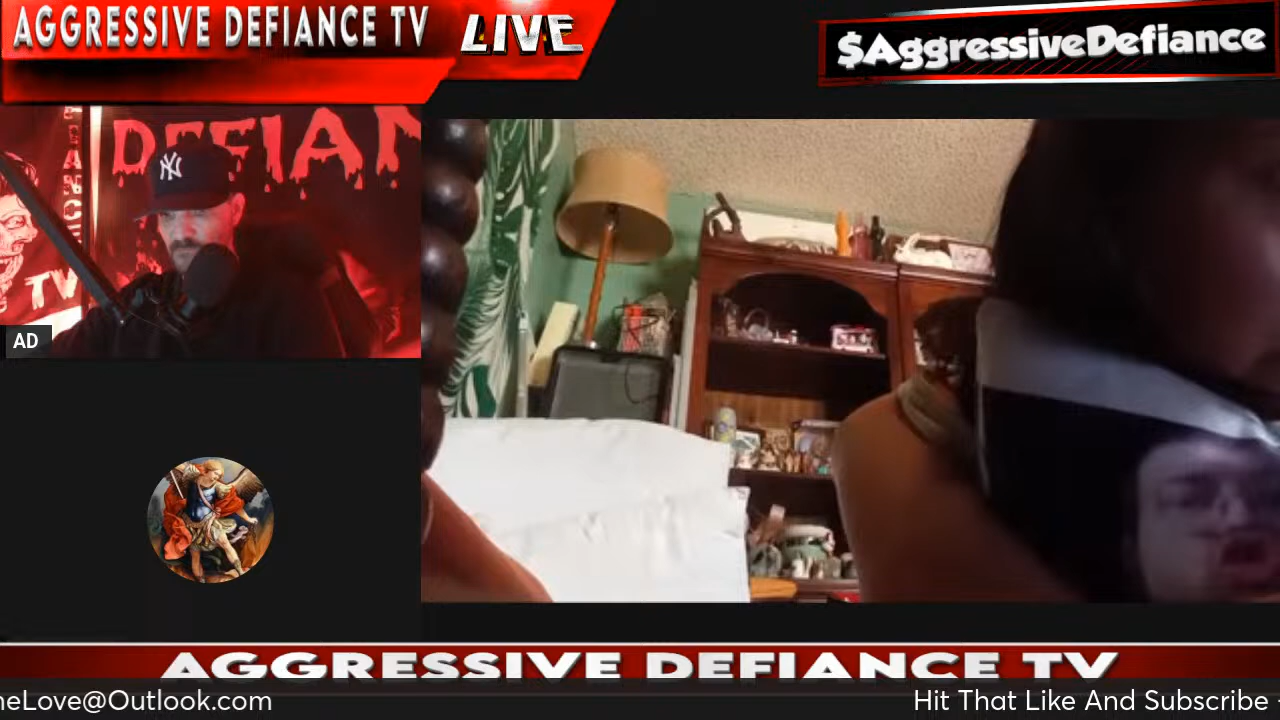 AGGRESSIVE DEFIANCE TV
LIVE
$AggressiveDefiance
DEFIAN
NY
TV
AD
AGGRESSIVE DEFIANCE TV
neLove@Outlook.com
Hit That Like And Subscribe